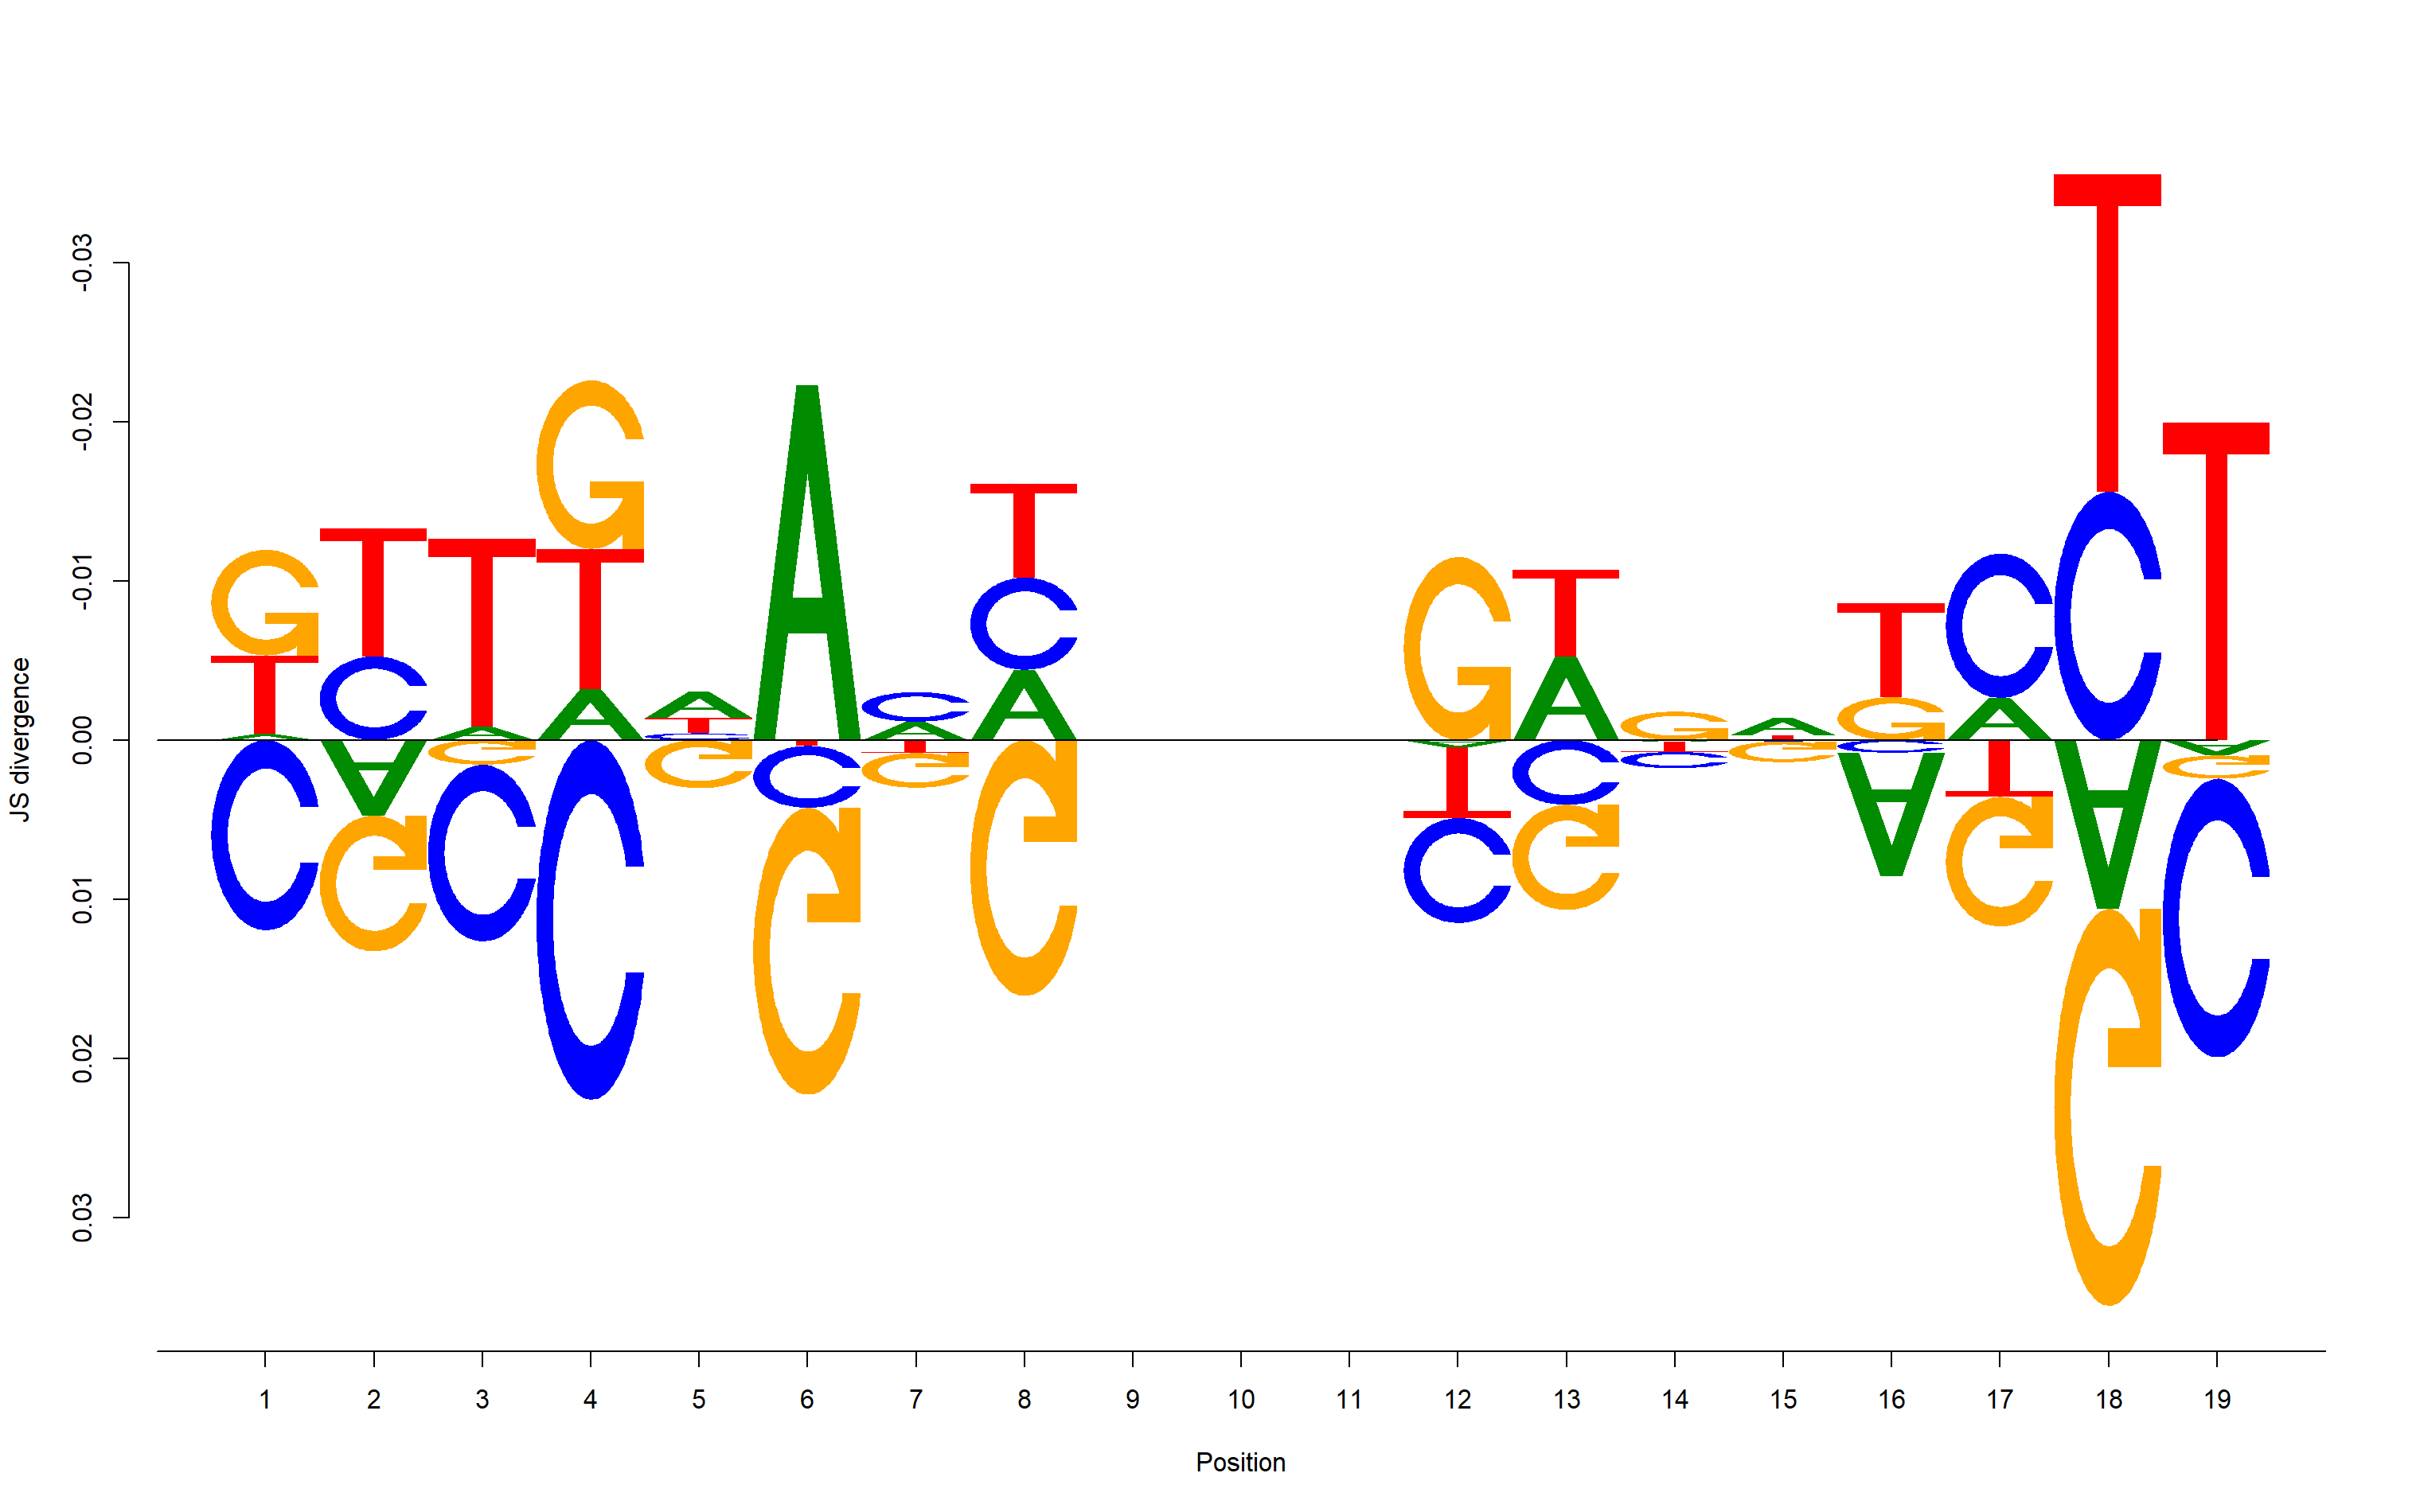 JS divergence
-0.03
-0.02
-0.01
0.00
0.01
0.02
0.03
G T A C
T C A G
T A G C
G T A C
A T C G
A T C G
C A T G
T C A G
G A T C
T A C G
G T C
A T G
T G C A
C A T G
T C A G
T A G C
1 2 3 4 5 6 7 8 9 10 11 12 13 14 15 16 17 18 19
Position